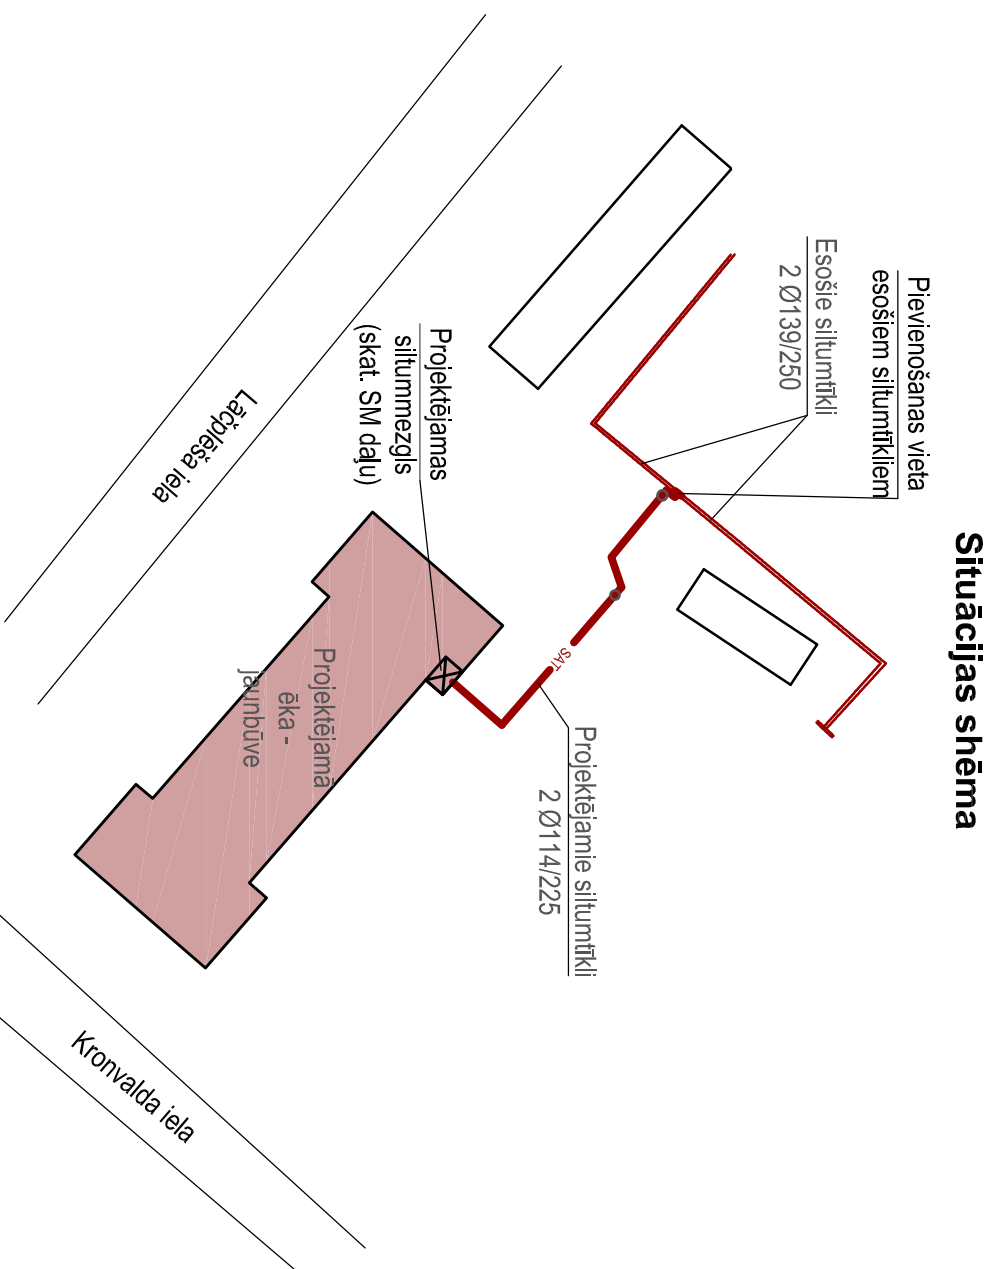 Situācijas shēma
Pievienošanas vieta
esošiem siltumtīkliem
Esošie siltumtīkli
2 Ø139/250
Projektējamas
siltummezgls
(skat. SM daļu)
Lāčplēša iela
SAT
Projektējamie siltumtīkli
2 Ø114/225
Projektējamā
ēka -
jaunbūve
Kronvalda iela